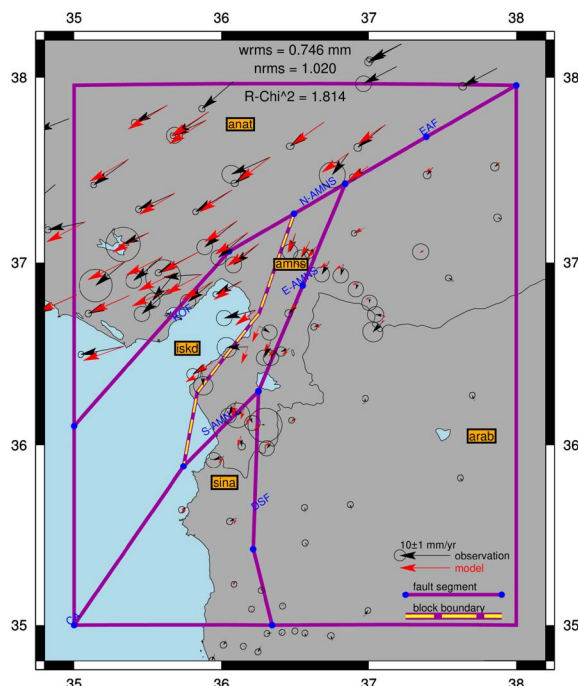 35 36 37 38
wrms = 0.746 mm
nrms = 1.020
R-Chi^2 = 1.814
38 38
anat
EAF
N-AMNS
37 37
amns
E-AMNS
KOF
iskd
36 36
S-AMNS
arab
sina
DSF
10±1 mm/yr
observation
model
fault segment
block boundary
35 35
35 36 37 38